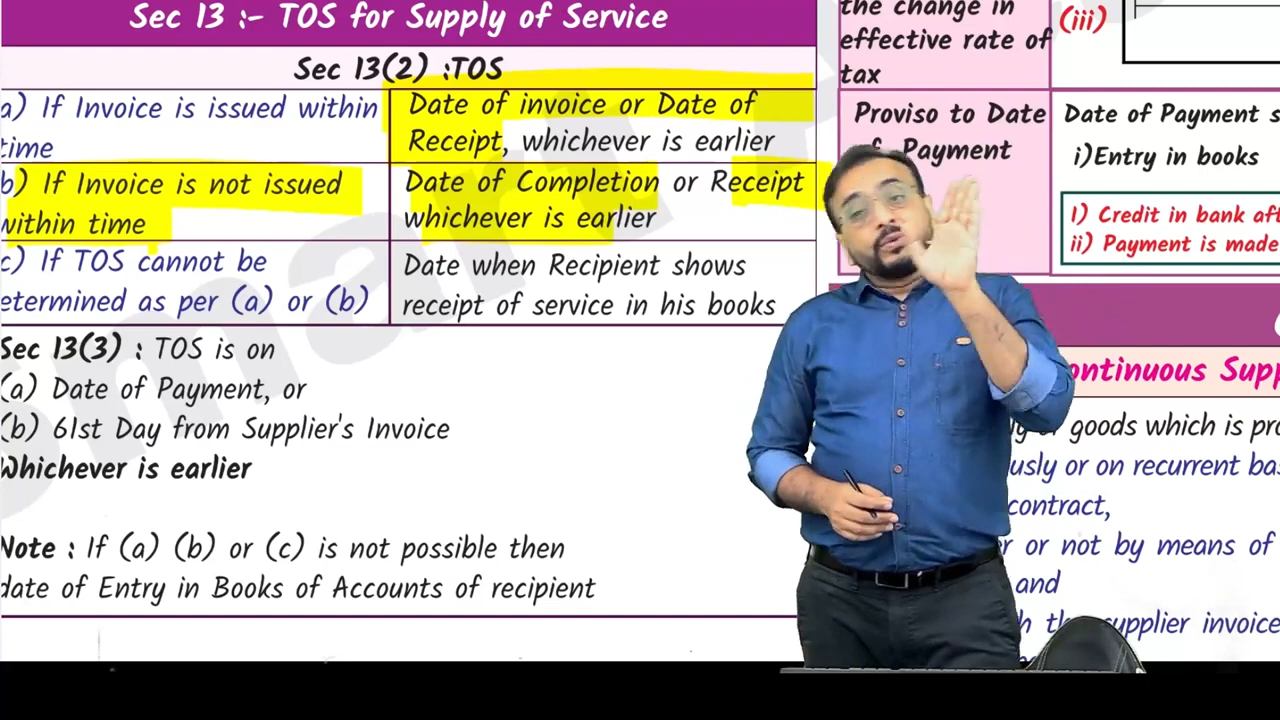 Sec 13 :- TOS for Supply of Service
Sec 13(2) :TOS
a) If Invoice is issued within
time
Date of invoice or Date of
Receipt, whichever is earlier
b) If Invoice is not issued
within time
Date of Completion or Receipt
whichever is earlier
c) If TOS cannot be
etermined as per (a) or (b)
Date when Recipient shows
receipt of service in his books
Sec 13(3) : TOS is on
(a) Date of Payment, or
(b) 61st Day from Supplier's Invoice
Whichever is earlier
Note : If (a) (b) or (c) is not possible then
date of Entry in Books of Accounts of recipient
the change in
effective rate of
tax
(iii)
Proviso to Date
Payment
Date of Payment s
i)Entry in books
1) Credit in bank aft
ii) Payment is made
ontinuous Supp
goods which is pro
usly or on recurrent bas
contract,
r or not by means of
and
supplier invoice